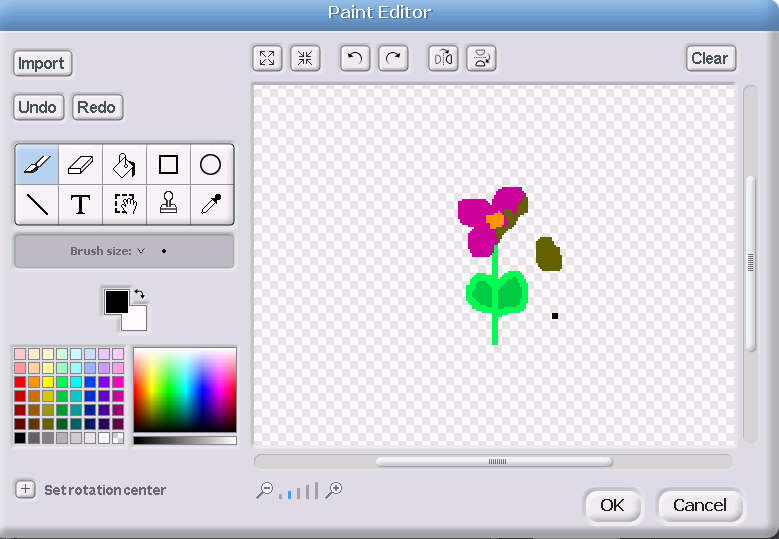 Paint Editor
Import
Clear
Undo Redo
T
Brush size:
Set rotation center
OK Cancel